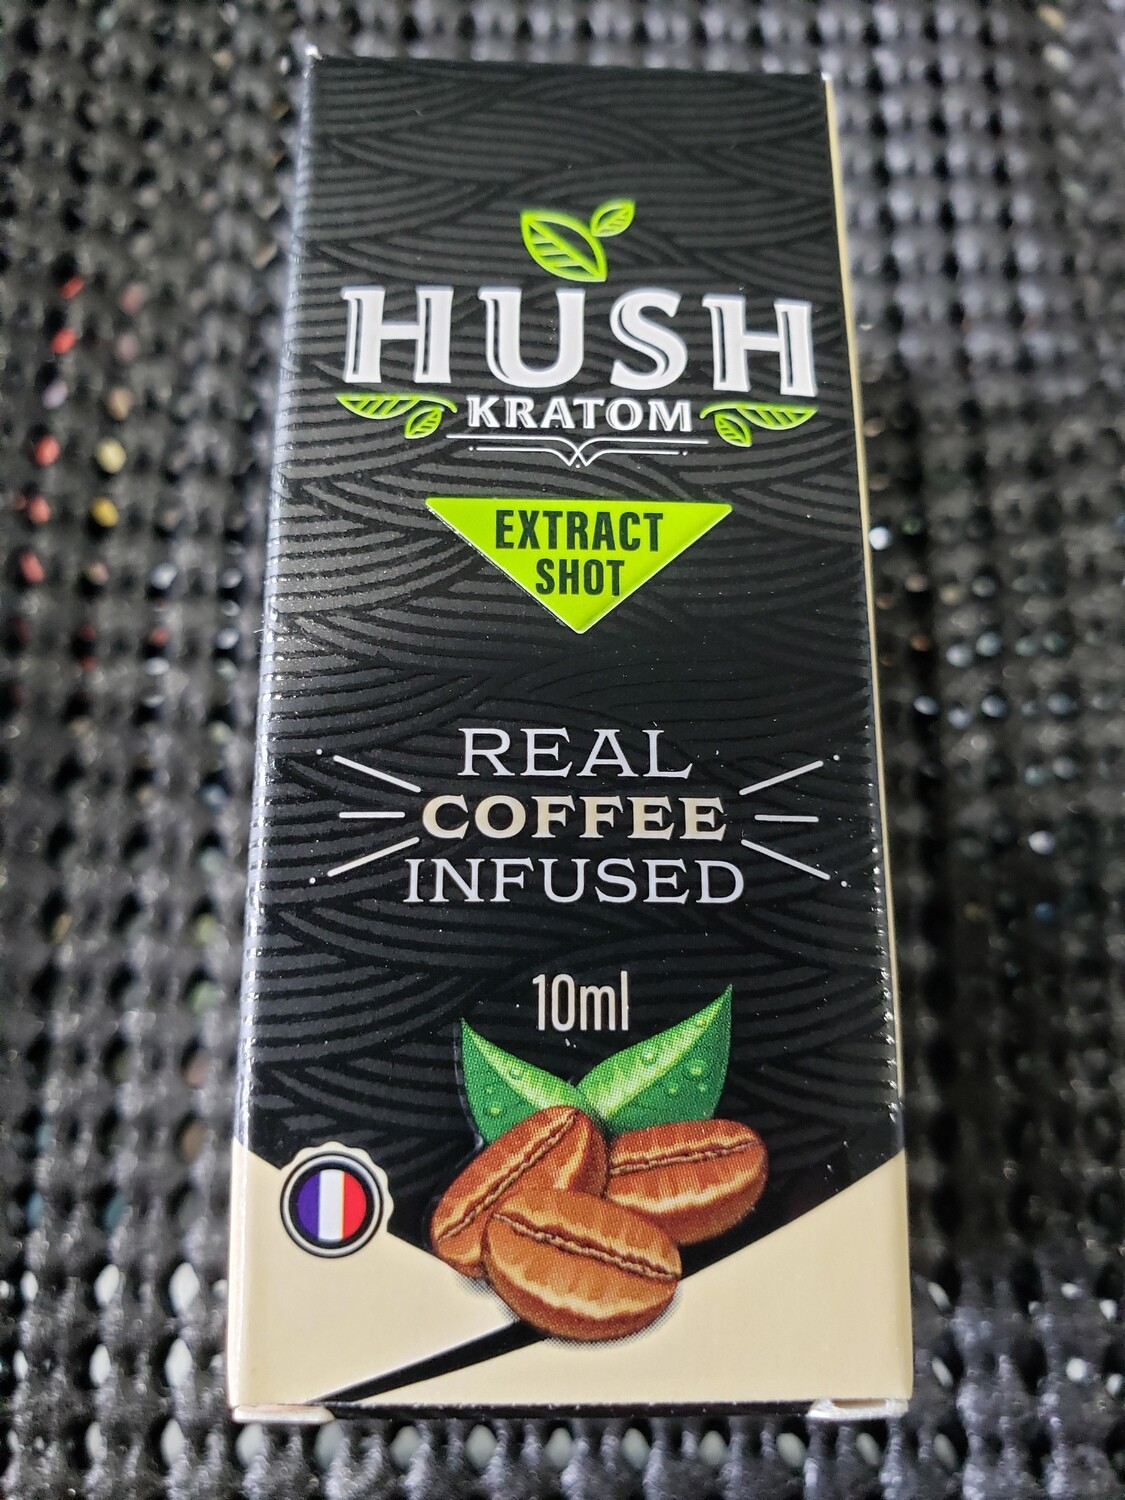 HUSH
KRATOM
EXTRACT
SHOT
REAL
COFFEE
INFUSED
10ml